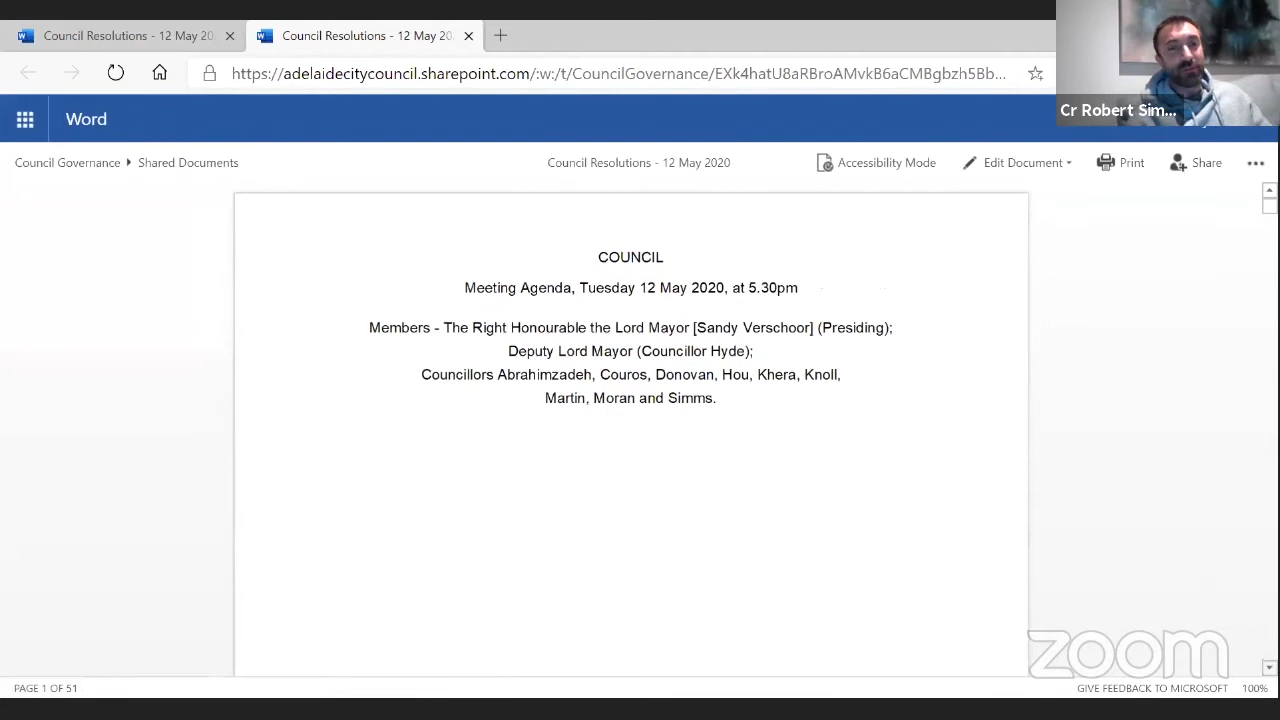 Council Resolutions - 12 May 20
Council Resolutions - 12 May 20
https://adelaidecitycouncil.sharepoint.com/:w:/t/CouncilGovernance/EXk4hatU8aRBroAMvkB6aCMBgbzh5Bb...
Cr Robert Sim...
Word
Council Governance Shared Documents
Council Resolutions - 12 May 2020
Accessibility Mode
Edit Document
Print
Share
COUNCIL
Meeting Agenda, Tuesday 12 May 2020, at 5.30pm
Members - The Right Honourable the Lord Mayor [Sandy Verschoor] (Presiding);
Deputy Lord Mayor (Councillor Hyde);
Councillors Abrahimzadeh, Couros, Donovan, Hou, Khera, Knoll,
Martin, Moran and Simms.
zoom
PAGE 1 OF 51
GIVE FEEDBACK TO MICROSOFT 100%